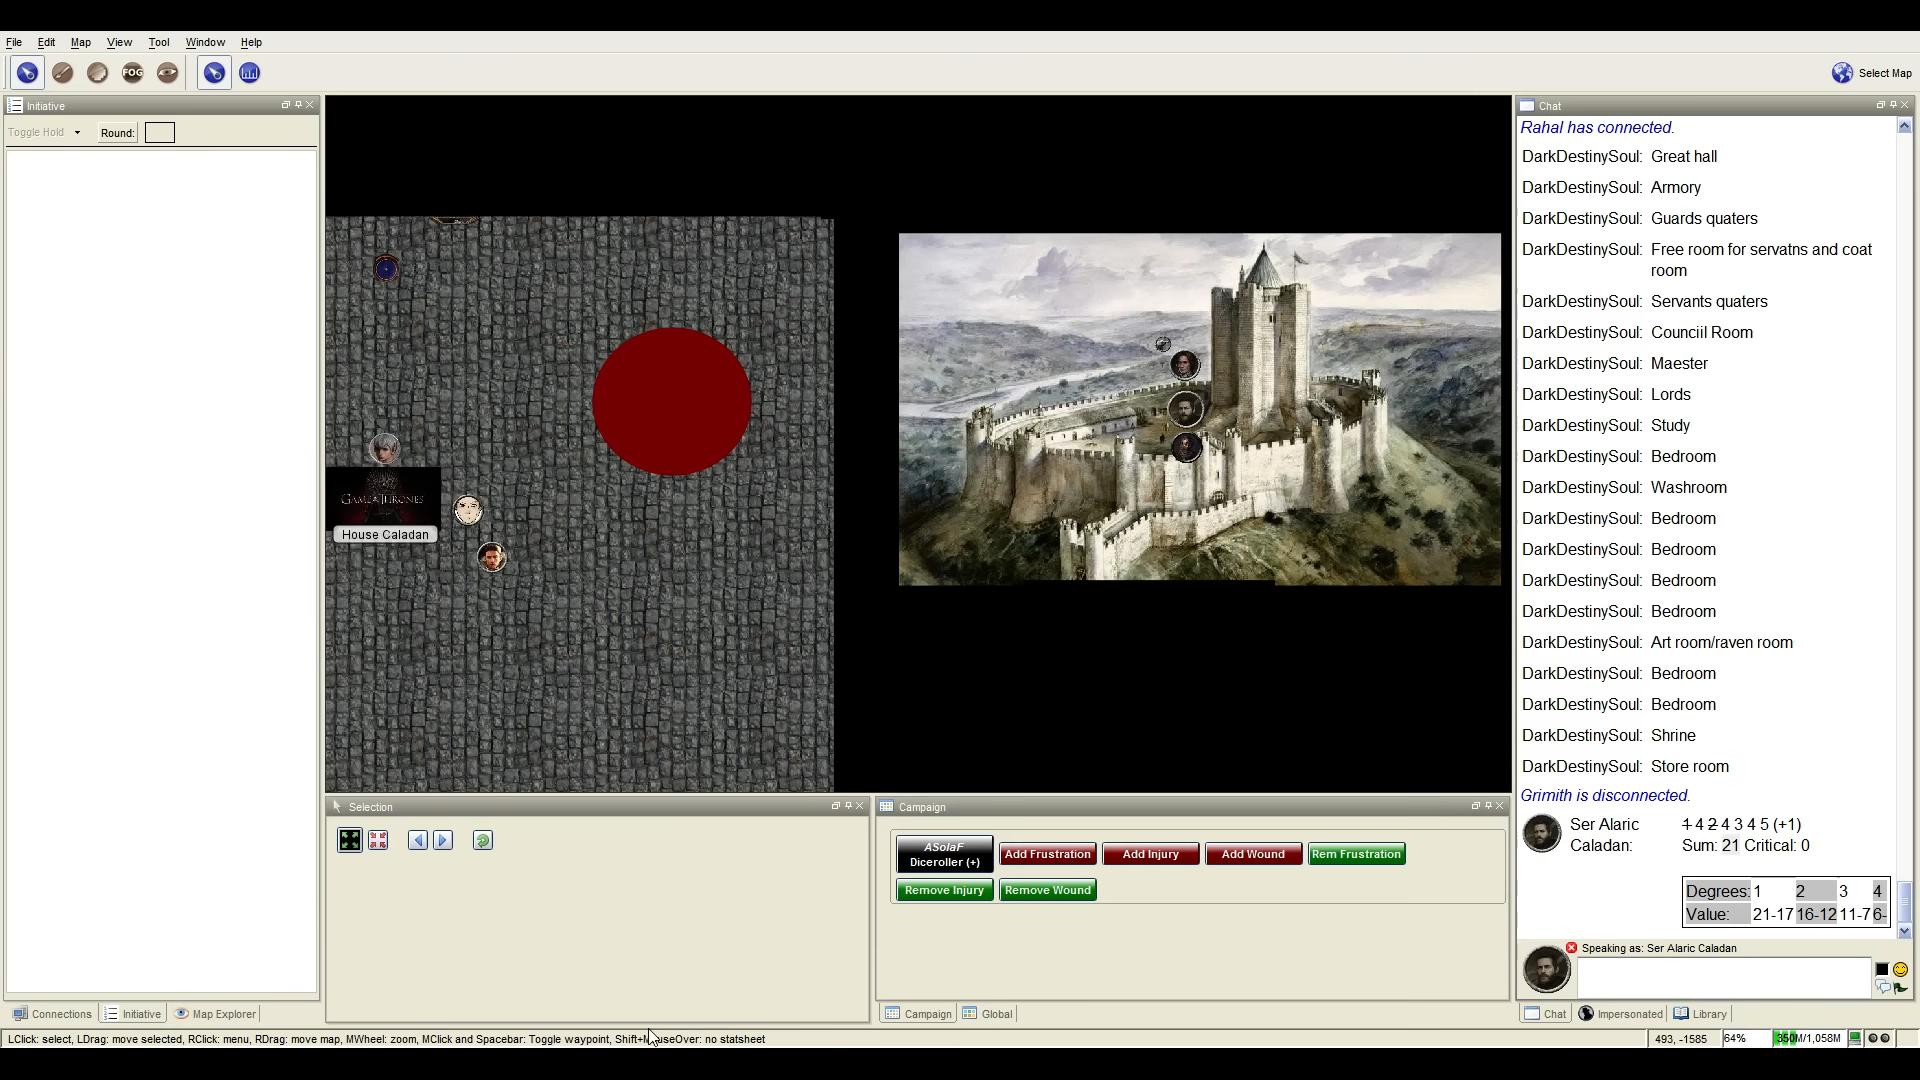 File Edit Map View Tool Window Help
FOG
Select Map
Initiative
Toggle Hold Round:
GAME THRONES
House Caladan
Selection
Campaign
ASoIaF
Diceroller (+)
Add Frustration Add Injury Add Wound Rem Frustration
Remove Injury Remove Wound
Chat
Rahal has connected.
DarkDestinySoul: Great hall
DarkDestinySoul: Armory
DarkDestinySoul: Guards quaters
DarkDestinySoul: Free room for servatns and coat
room
DarkDestinySoul: Servants quaters
DarkDestinySoul: Counciil Room
DarkDestinySoul: Maester
DarkDestinySoul: Lords
DarkDestinySoul: Study
DarkDestinySoul: Bedroom
DarkDestinySoul: Washroom
DarkDestinySoul: Bedroom
DarkDestinySoul: Bedroom
DarkDestinySoul: Bedroom
DarkDestinySoul: Bedroom
DarkDestinySoul: Art room/raven room
DarkDestinySoul: Bedroom
DarkDestinySoul: Bedroom
DarkDestinySoul: Shrine
DarkDestinySoul: Store room
Grimith is disconnected.
Ser Alaric 1 4 2 4 3 4 5 (+1)
Caladan: Sum: 21 Critical: 0
Degrees: 1 2 3 4
Value: 21-17 16-12 11-7 6-
Speaking as: Ser Alaric Caladan
Connections Initiative Map Explorer
Campaign Global
Chat Impersonated Library
LClick: select, LDrag: move selected, RClick: menu, RDrag: move map, MWheel: zoom, MClick and Spacebar: Toggle waypoint, no statsheet
493, -1585 64% 350M/1,058M